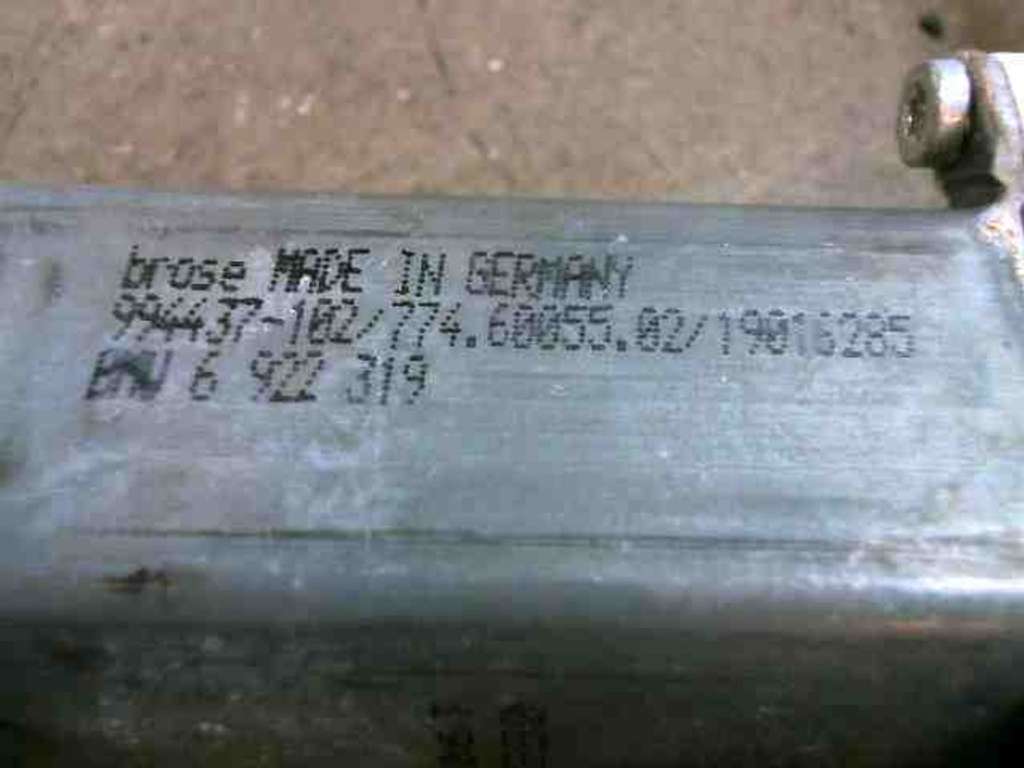 brose MADE IN GERMANY
994437-102/774.60055.02/19016285
BMW 6 922 319